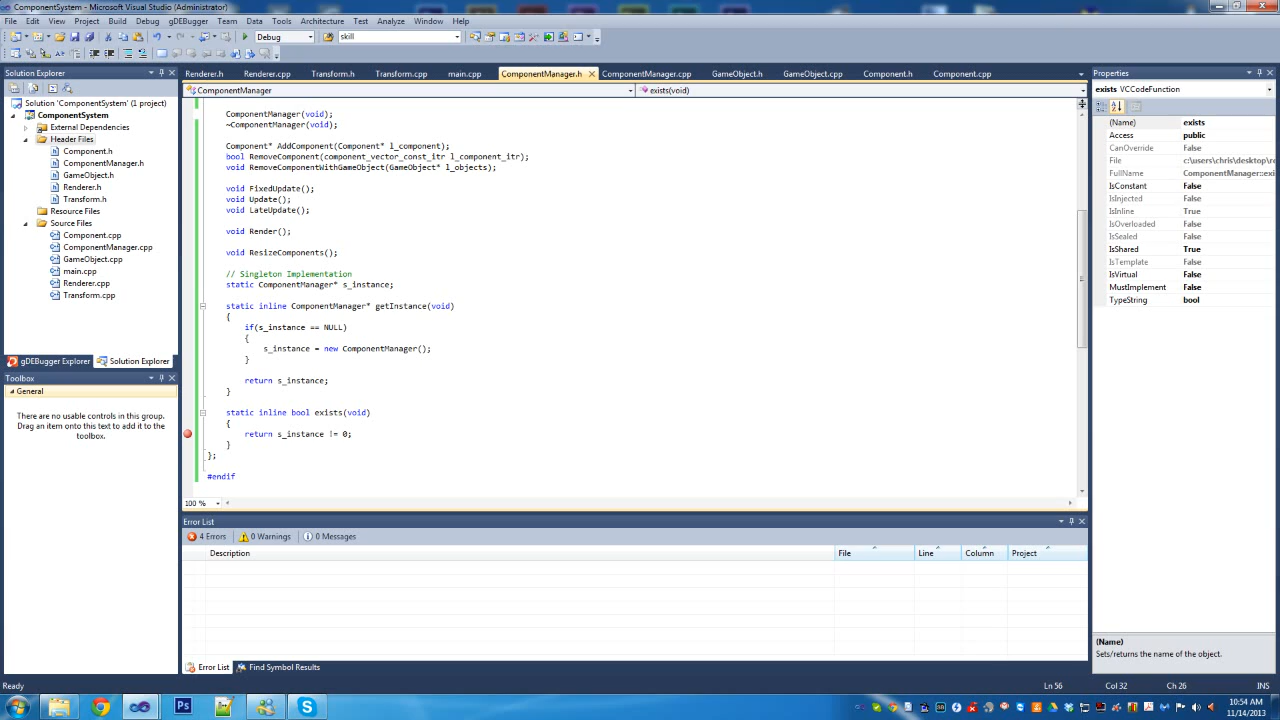 ComponentSystem - Microsoft Visual Studio (Administrator)
File Edit View Project Build Debug gDEBugger Team Data Tools Architecture Test Analyze Window Help
Debug
skill
Solution Explorer
Solution 'ComponentSystem' (1 project)
ComponentSystem
External Dependencies
Header Files
Component.h
ComponentManager.h
GameObject.h
Renderer.h
Transform.h
Resource Files
Source Files
Component.cpp
ComponentManager.cpp
GameObject.cpp
main.cpp
Renderer.cpp
Transform.cpp
gDEBugger Explorer Solution Explorer
Toolbox
General
There are no usable controls in this group.
Drag an item onto this text to add it to the
toolbox.
Renderer.h Renderer.cpp Transform.h Transform.cpp main.cpp ComponentManager.h ComponentManager.cpp GameObject.h GameObject.cpp Component.h Component.cpp
ComponentManager exists(void)
ComponentManager(void);
~ComponentManager(void);
Component* AddComponent(Component* l_component);
bool RemoveComponent(component_vector_const_itr l_component_itr);
void RemoveComponentWithGameObject(GameObject* l_objects);
void FixedUpdate();
void Update();
void LateUpdate();
void Render();
void ResizeComponents();
// Singleton Implementation
static ComponentManager* s_instance;
static inline ComponentManager* getInstance(void)
{
if(s_instance == NULL)
{
s_instance = new ComponentManager();
}
return s_instance;
}
static inline bool exists(void)
{
return s_instance != 0;
}
};
#endif
100 %
Error List
4 Errors 0 Warnings 0 Messages
Description File Line Column Project
Error List Find Symbol Results
Properties
exists VCCodeFunction
(Name) exists
Access public
CanOverride False
File c:\users\chris\desktop\re
FullName ComponentManager::exi
IsConstant False
IsInjected False
IsInline True
IsOverloaded False
IsSealed False
IsShared True
IsTemplate False
IsVirtual False
MustImplement False
TypeString bool
(Name)
Sets/returns the name of the object.
Ready Ln 56 Col 32 Ch 26 INS
Ps
10:54 AM
11/14/2013